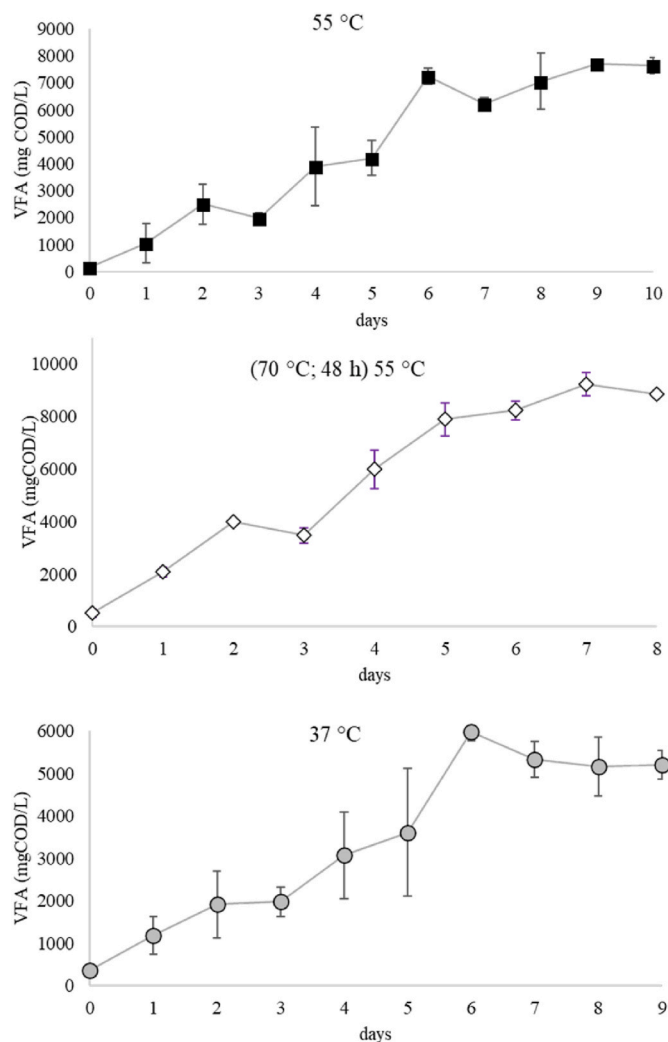 55 °C
VFA (mg COD/L)
9000
8000
7000
6000
5000
4000
3000
2000
1000
0
0 1 2 3 4 5 6 7 8 9 10
days
(70 °C; 48 h) 55 °C
VFA (mgCOD/L)
10000
8000
6000
4000
2000
0
0 1 2 3 4 5 6 7 8
days
37 °C
VFA (mgCOD/L)
6000
5000
4000
3000
2000
1000
0
0 1 2 3 4 5 6 7 8 9
days